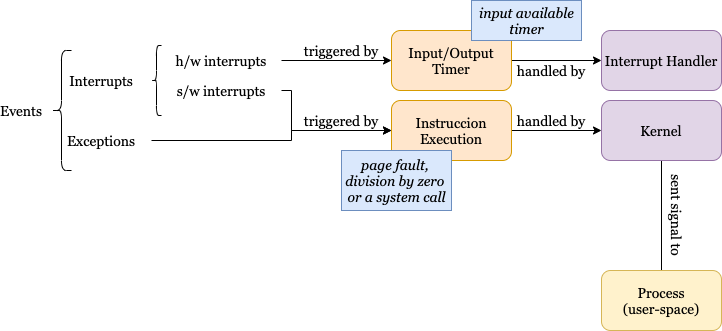 input available
timer
h/w interrupts
triggered by
Input/Output
Timer
handled by
Interrupt Handler
Interrupts
s/w interrupts
Events
Exceptions
triggered by
Instruccion
Execution
handled by
Kernel
page fault,
division by zero
or a system call
sent signal to
Process
(user-space)